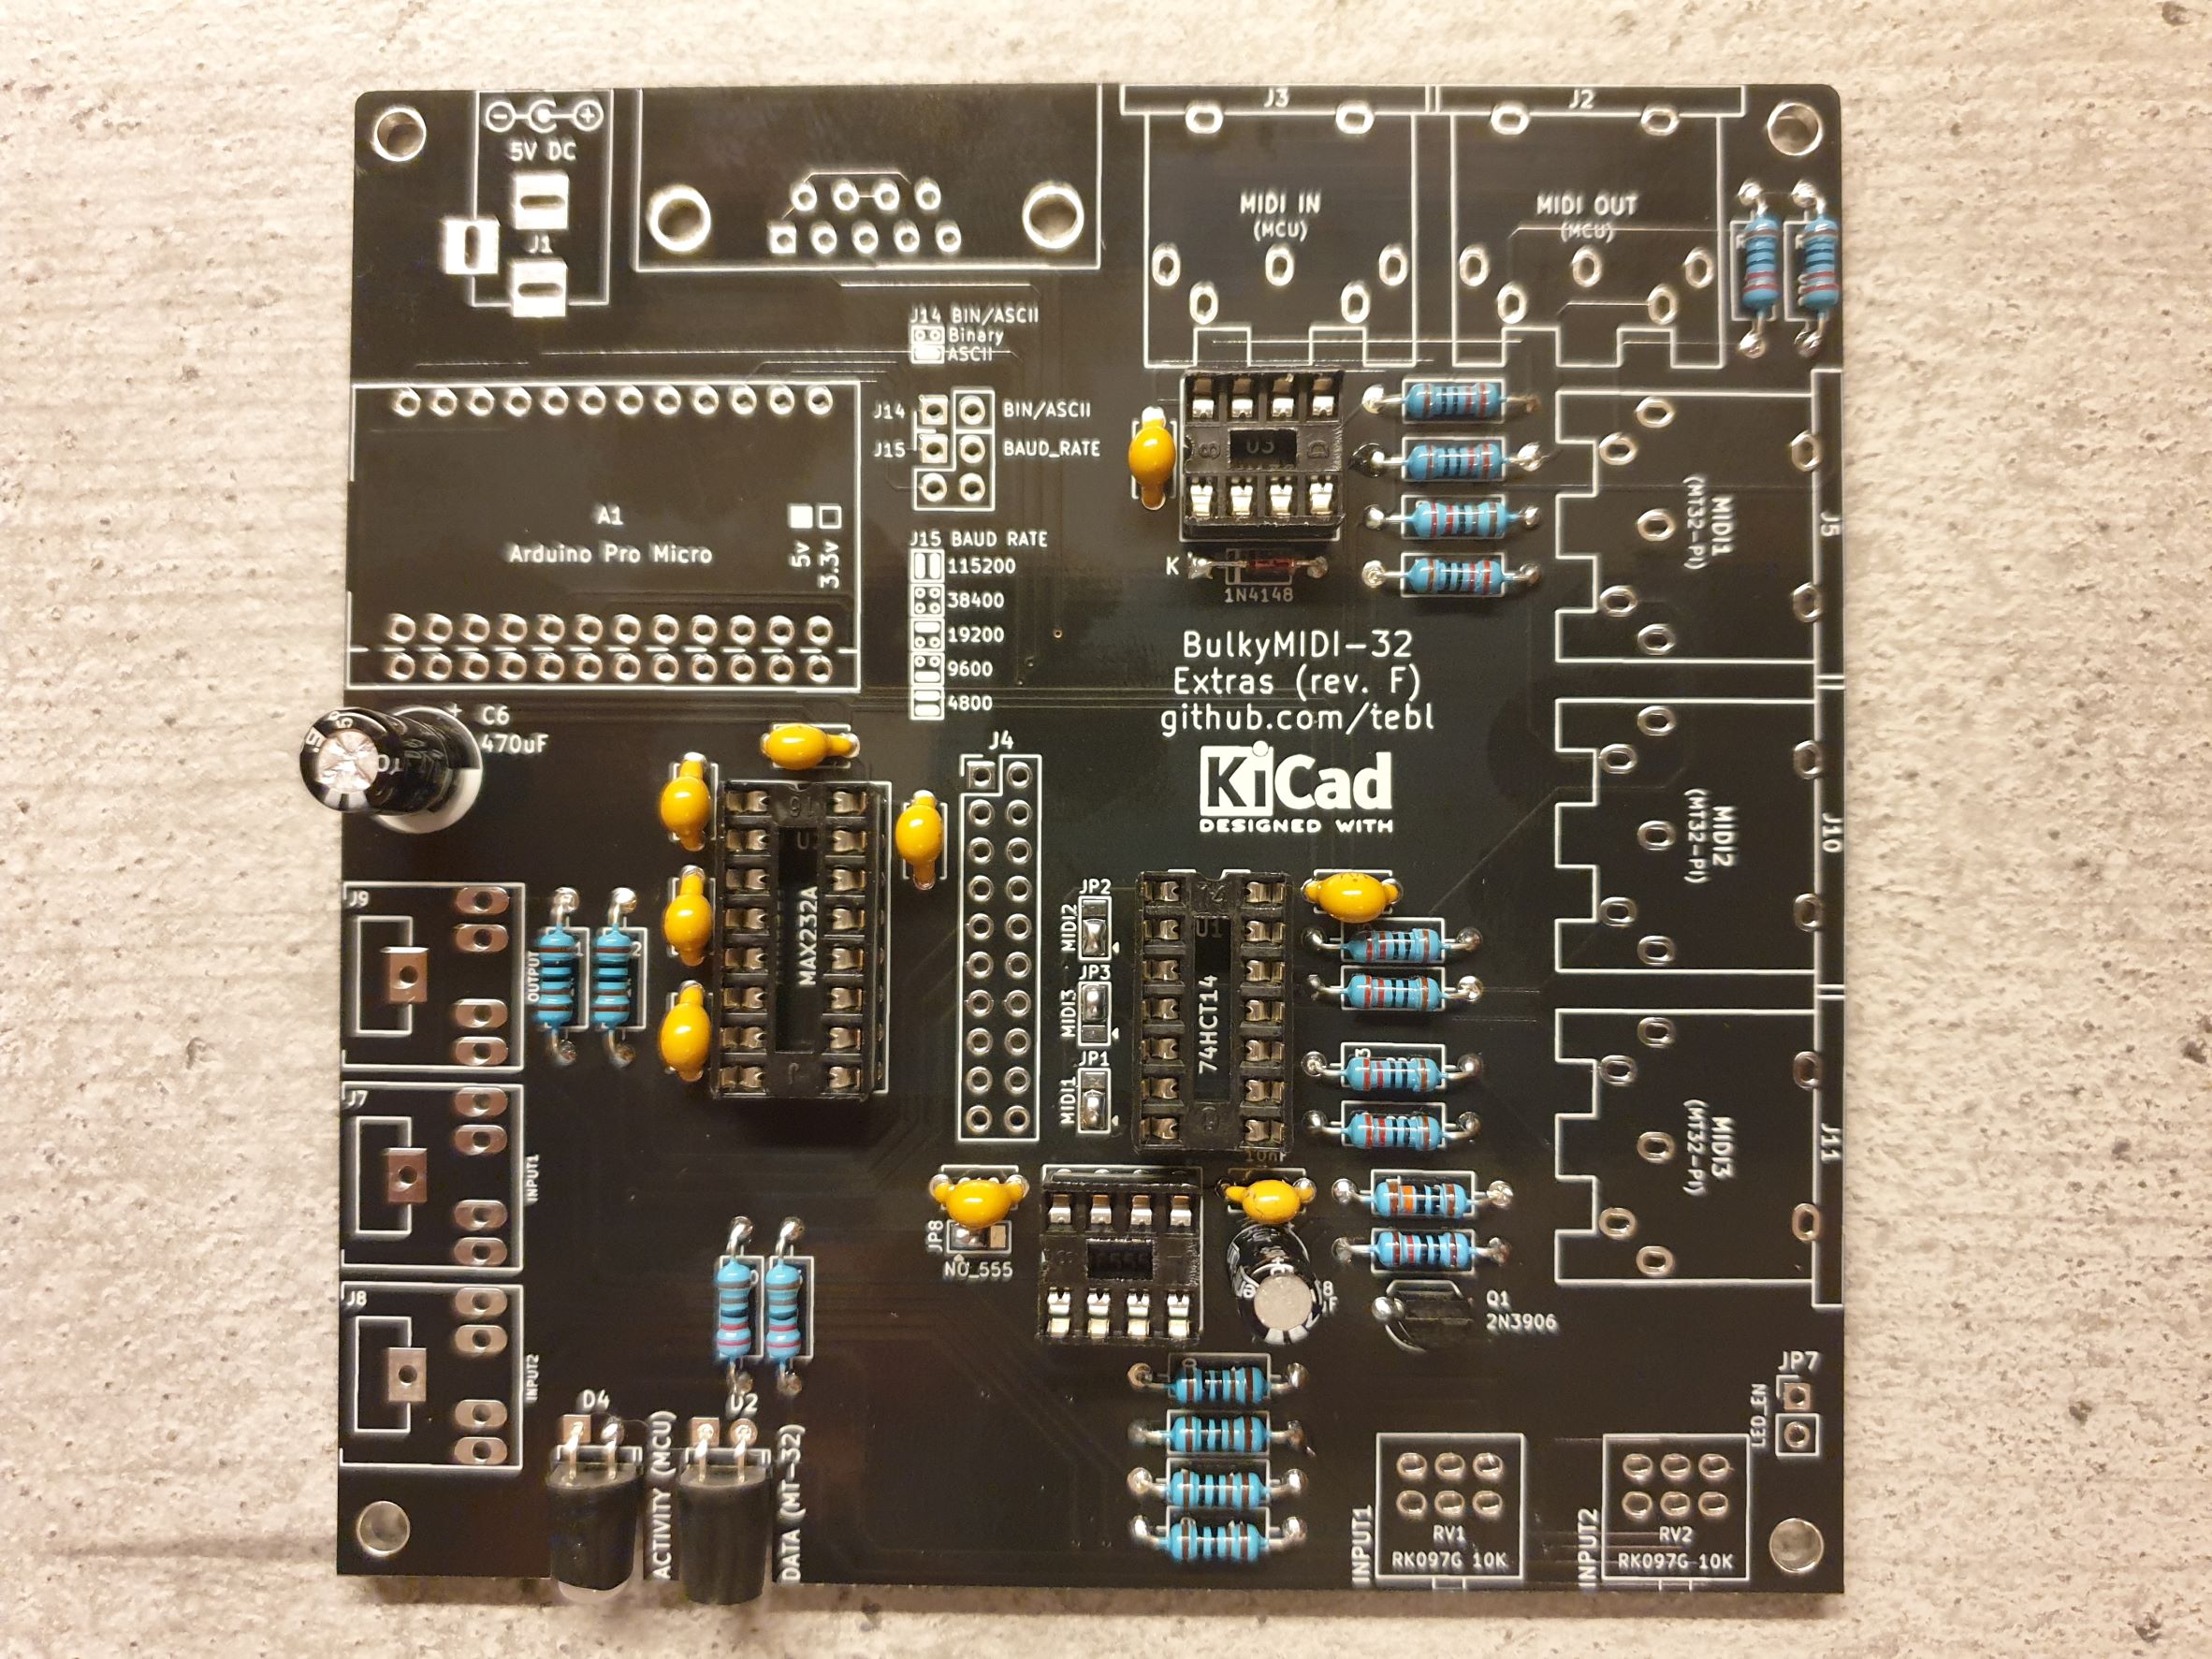 J3
J2
5V DC
J1
MIDI IN
(MCU)
MIDI OUT
(MCU)
J14 BIN/ASCII
Binary
ASCII
J14
BIN/ASCII
J15
BAUD_RATE
U3
A1
Arduino Pro Micro
5v
3.3v
J15 BAUD RATE
115200
38400
19200
9600
4800
K
1N4148
MIDI1
(MT32-PI)
J5
BulkyMIDI-32
Extras (rev. F)
github.com/tebl
KiCad
DESIGNED WITH
+
C6
470uF
J4
MIDI2
(MT32-PI)
J10
MAX232A
J9
OUTPUT
JP2
MIDI2
JP3
MIDI3
JP1
MIDI1
U1
74HCT14
MIDI3
(MT32-PI)
J11
J7
INPUT1
10nF
JP8
NO_555
J8
INPUT2
Q1
2N3906
JP7
LED_EN
D4
D2
ACTIVITY (MCU)
DATA (MT-32)
INPUT1
RV1
RK097G 10K
INPUT2
RV2
RK097G 10K